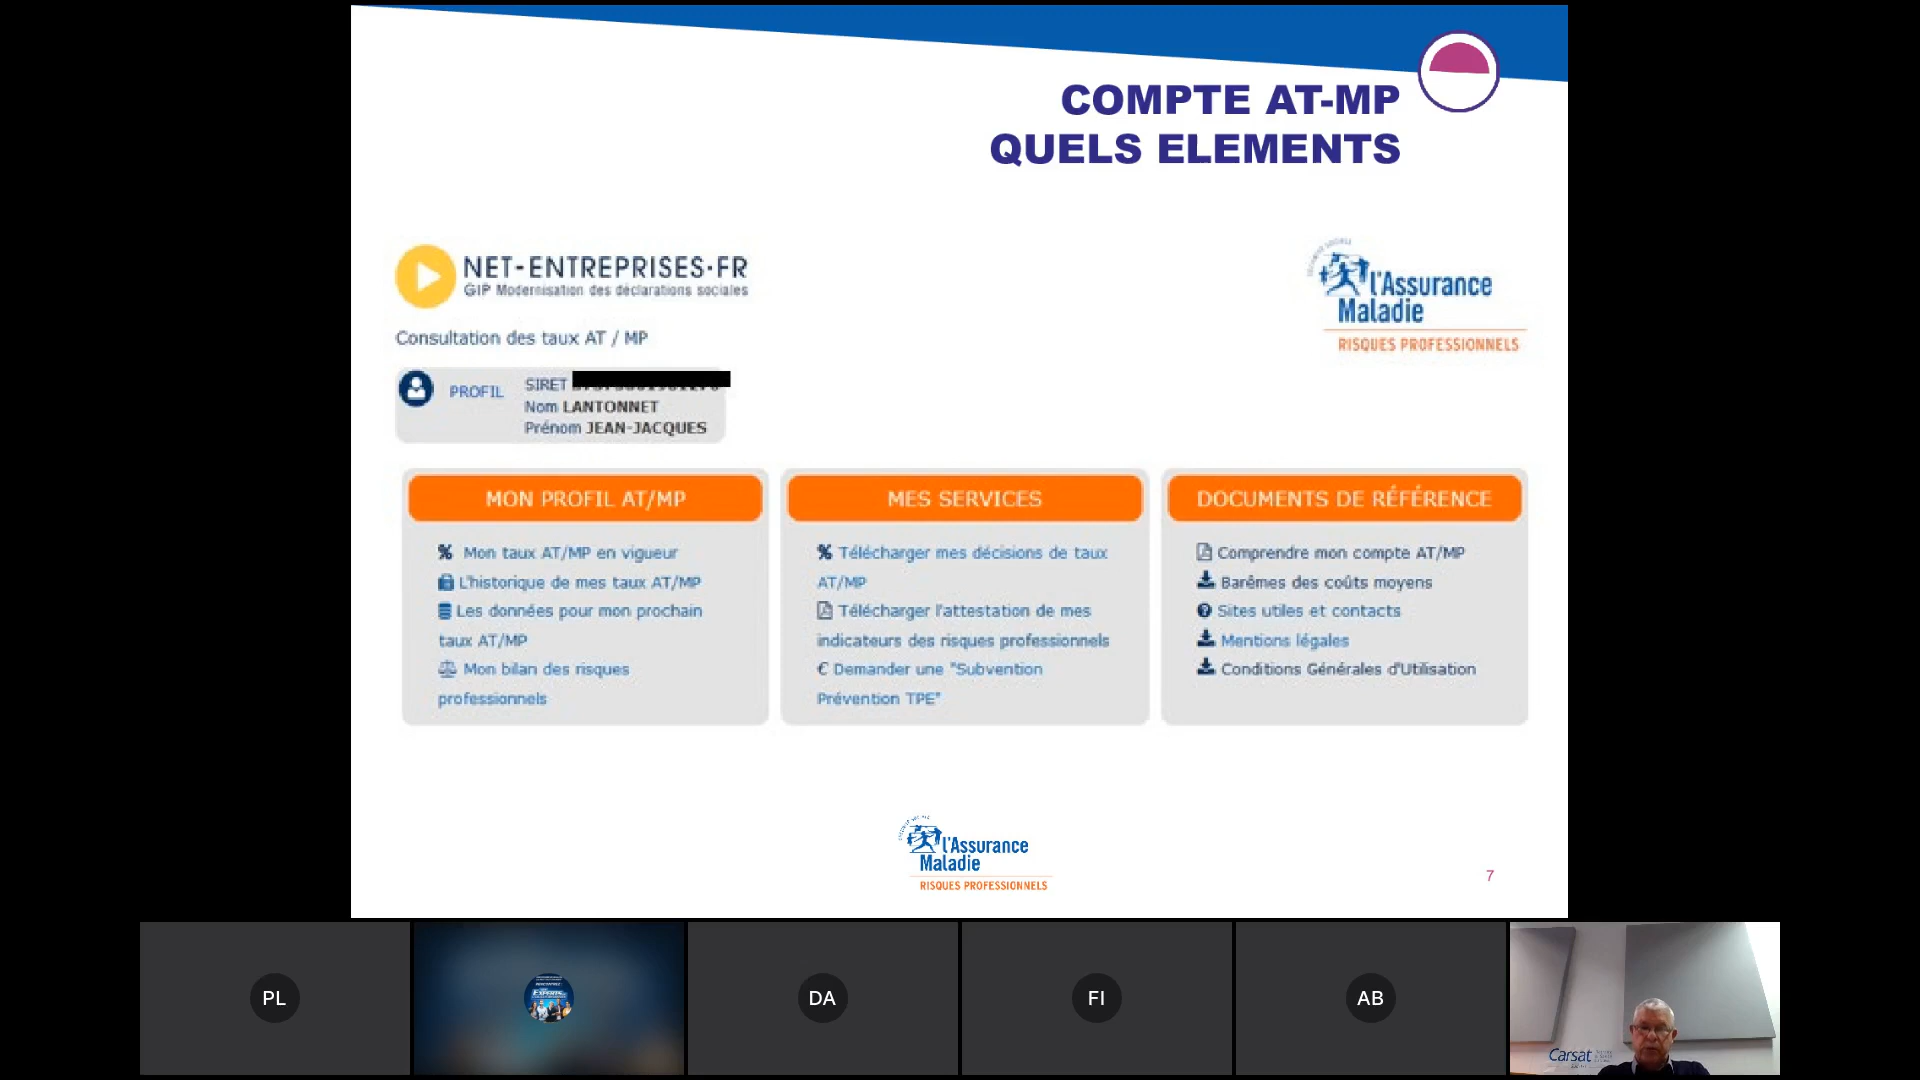 COMPTE AT-MP
QUELS ELEMENTS
NET-ENTREPRISES·FR
GIP Modernisation des déclarations sociales
l'Assurance
Maladie
RISQUES PROFESSIONNELS
Consultation des taux AT / MP
PROFIL
SIRET
Nom LANTONNET
Prénom JEAN-JACQUES
MON PROFIL AT/MP
Mon taux AT/MP en vigueur
L'historique de mes taux AT/MP
Les données pour mon prochain
taux AT/MP
Mon bilan des risques
professionnels
MES SERVICES
% Télécharger mes décisions de taux
AT/MP
Télécharger l'attestation de mes
indicateurs des risques professionnels
€ Demander une "Subvention
Prévention TPE"
DOCUMENTS DE RÉFÉRENCE
Comprendre mon compte AT/MP
Barêmes des coûts moyens
Sites utiles et contacts
Mentions légales
Conditions Générales d'Utilisation
l'Assurance
Maladie
RISQUES PROFESSIONNELS
7
PL
DA
FI
AB
Carsat